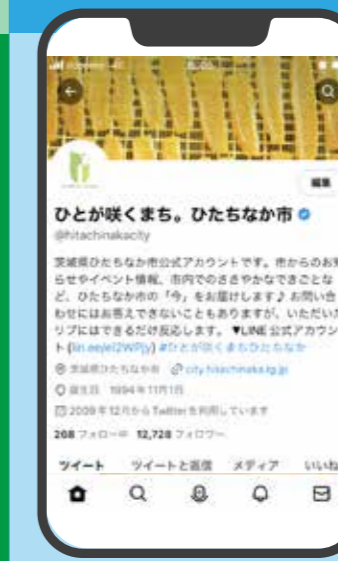 編集
ひとが咲くまち。ひたちなか市
@hitachinakacity
茨城県ひたちなか市公式アカウントです。市からのお知
らせやイベント情報、市内でのささやかなできごとな
ど、ひたちなか市の「今」をお届けします♪ お問い合
わせにはお答えできないこともありますが、いただいた
リプにはできるだけ反応します。▼LINE 公式アカウン
ト (lin.ee/jel2WPjy) #ひとが咲くまちひたちなか
茨城県ひたちなか市 city.hitachinaka.lg.jp
誕生日 1994年11月1日
2009年12月からTwitterを利用しています
268 フォロー中 12,728 フォロワー
ツイート ツイートと返信 メディア いいね